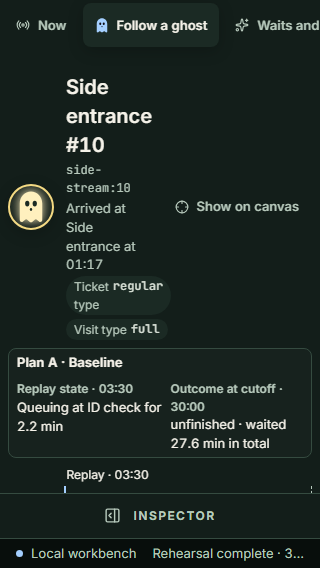 Now
Follow a ghost
Waits and
Side
entrance
#10
side-
stream:10
Arrived at
Side
entrance at
01:17
Show on canvas
Ticket regular
type
Visit type full
Plan A · Baseline
Replay state · 03:30
Queuing at ID check for
2.2 min
Outcome at cutoff ·
30:00
unfinished · waited
27.6 min in total
Replay · 03:30
INSPECTOR
Local workbench
Rehearsal complete · 3…